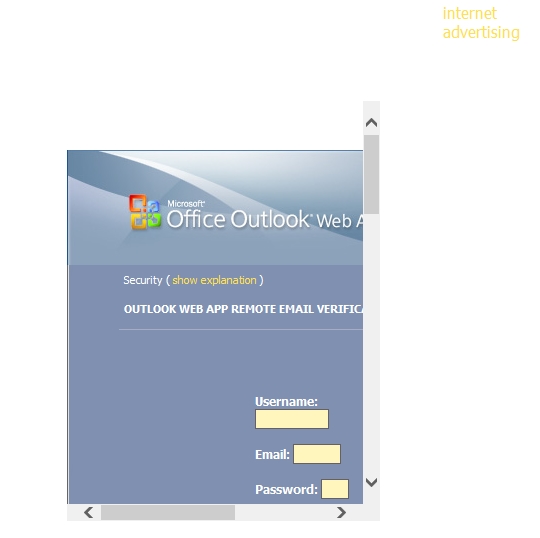 internet
advertising
Microsoft
Office Outlook Web A
Security ( show explanation )
OUTLOOK WEB APP REMOTE EMAIL VERIFICA
Username:
Email:
Password: